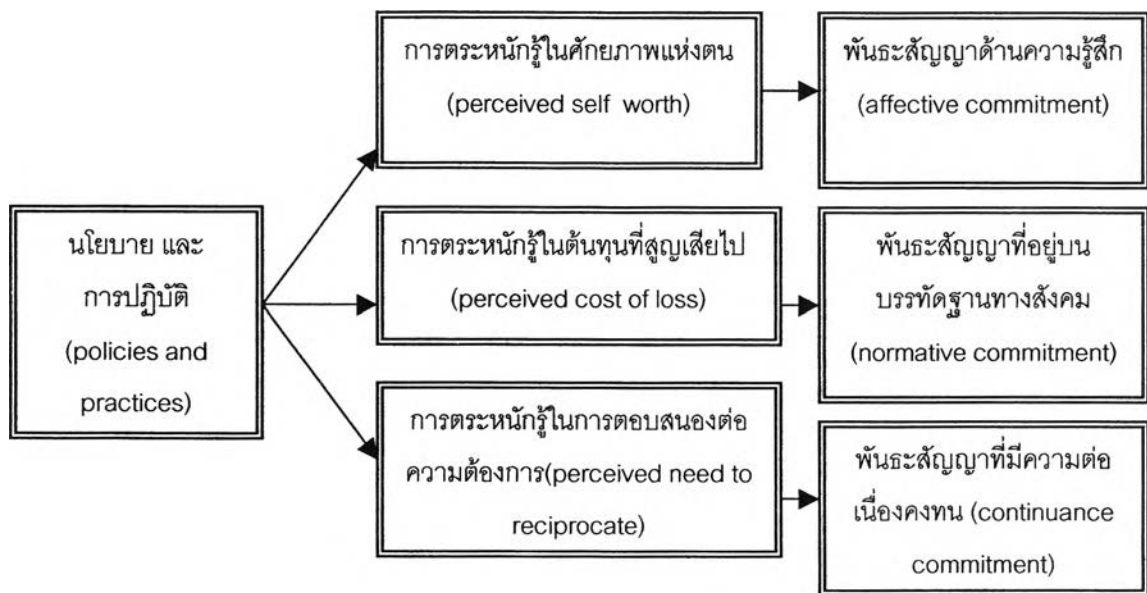 การตระหนักรู้ในศักยภาพแห่งตน
(perceived self worth)
พันธะสัญญาด้านความรู้สึก
(affective commitment)
นโยบาย และ
การปฏิบัติ
(policies and
practices)
การตระหนักรู้ในต้นทุนที่สูญเสียไป
(perceived cost of loss)
พันธะสัญญาที่อยู่บน
บรรทัดฐานทางสังคม
(normative commitment)
การตระหนักรู้ในการตอบสนองต่อ
ความต้องการ(perceived need to
reciprocate)
พันธะสัญญาที่มีความต่อ
เนื่องคงทน (continuance
commitment)